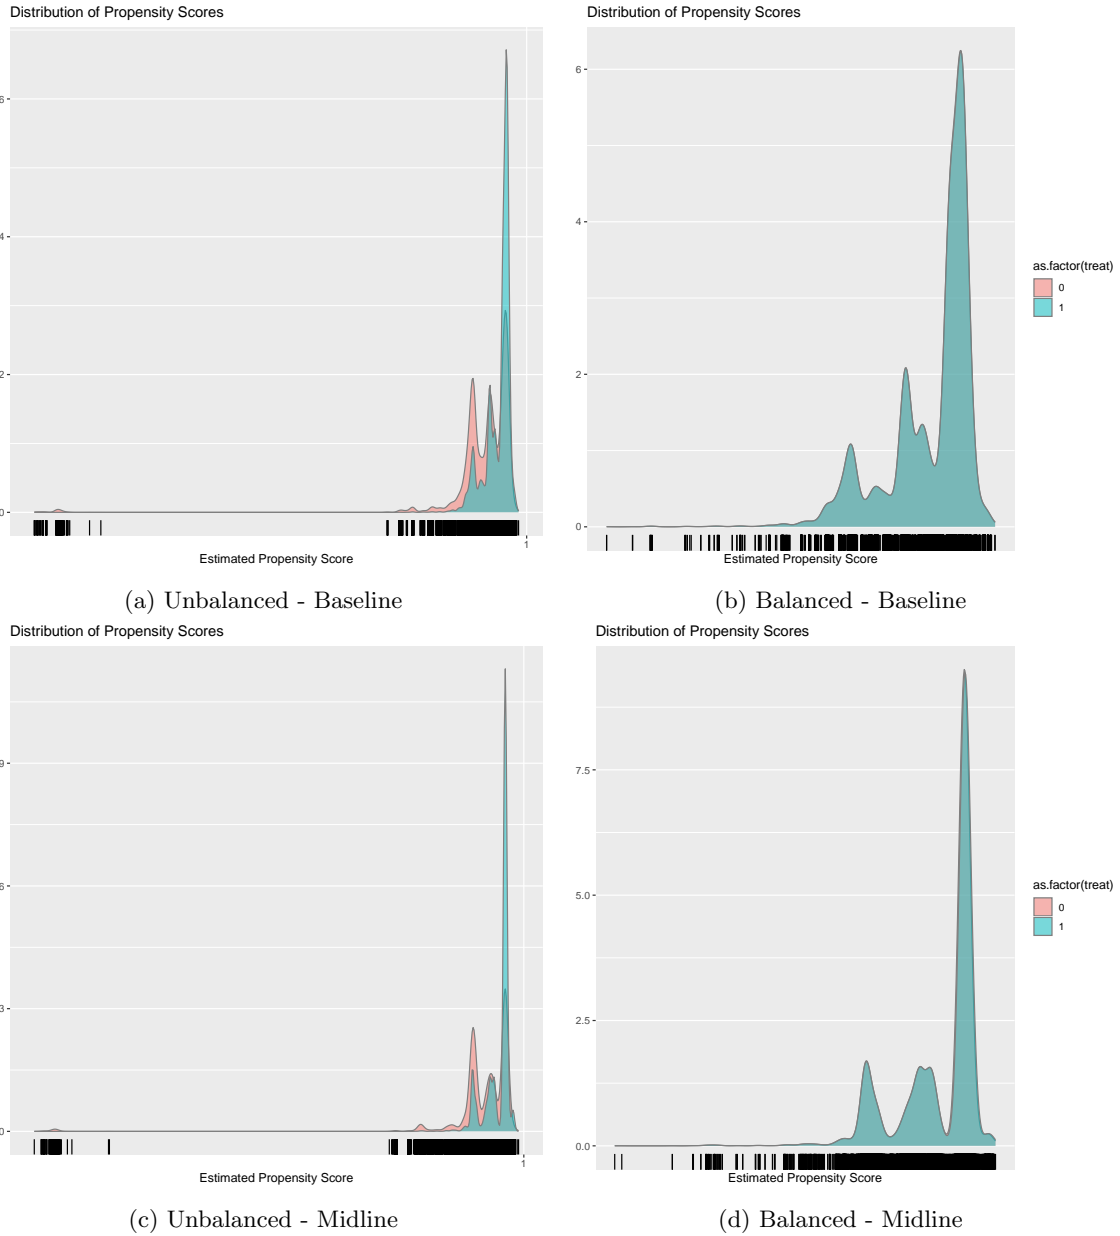 Distribution of Propensity Scores
Distribution of Propensity Scores
6
4
2
0
1
Estimated Propensity Score
6
4
2
0
Estimated Propensity Score
as.factor(treat)
0
1
(a) Unbalanced - Baseline
(b) Balanced - Baseline
Distribution of Propensity Scores
Distribution of Propensity Scores
9
6
3
0
1
Estimated Propensity Score
7.5
5.0
2.5
0.0
Estimated Propensity Score
as.factor(treat)
0
1
(c) Unbalanced - Midline
(d) Balanced - Midline